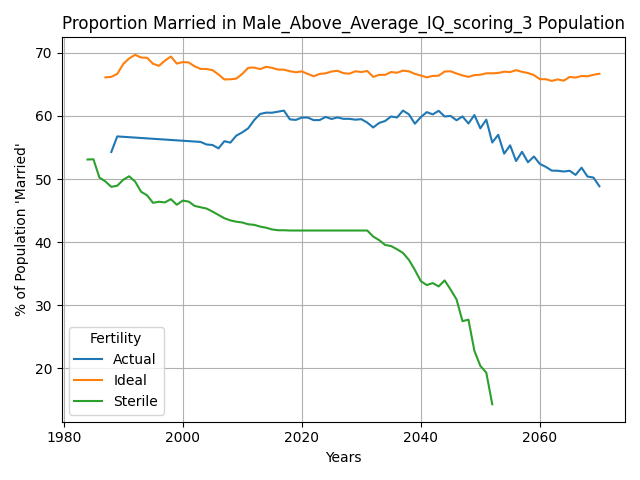 Proportion Married in Male_Above_Average_IQ_scoring_3 Population
% of Population 'Married'
70
60
50
40
30
20
Fertility
Actual
Ideal
Sterile
1980
2000
2020
2040
2060
Years